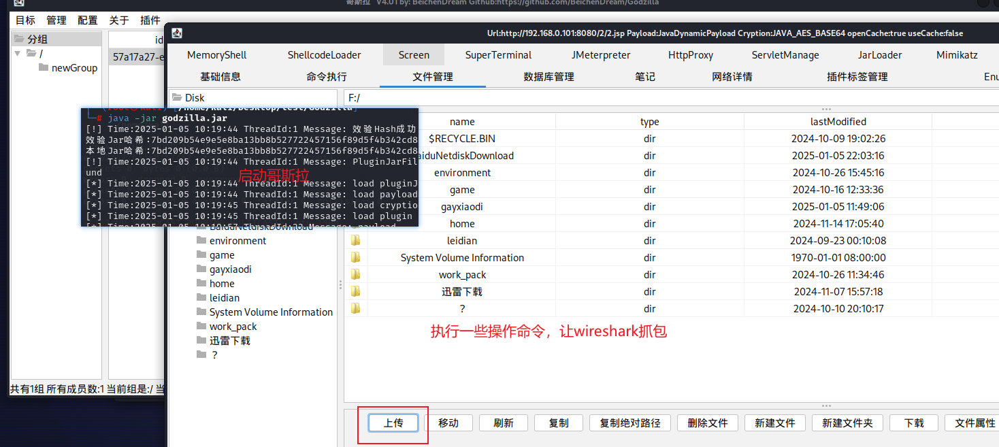 哥斯拉 V4.01 by: BeichenDream Github:https://github.com/BeichenDream/Godzilla
目标 管理 配置 关于 插件
分组
/
newGroup
id
57a17a27-e
共有1组 所有成员数:1 当前组是:/ 当
Url:http://192.168.0.101:8080/2/2.jsp Payload:JavaDynamicPayload Cryption:JAVA_AES_BASE64 openCache:true useCache:false
MemoryShell ShellcodeLoader Screen SuperTerminal JMeterpreter HttpProxy ServletManage JarLoader Mimikatz
基础信息 命令执行 文件管理 数据库管理 笔记 网络详情 插件标签管理 Enu
Disk
F:/
java -jar godzilla.jar
[!] Time:2025-01-05 10:19:44 ThreadId:1 Message: 效验Hash成功
效验Jar哈希:7bd209b54e9e5e8ba13bb8b527722457156f89d5f4b342cd8
本地Jar哈希:7bd209b54e9e5e8ba13bb8b527722457156f89d5f4b342cd8
[!] Time:2025-01-05 10:19:44 ThreadId:1 Message: PluginJarFil
und
启动哥斯拉
[*] Time:2025-01-05 10:19:44 ThreadId:1 Message: load pluginJ
[*] Time:2025-01-05 10:19:44 ThreadId:1 Message: load payload
[*] Time:2025-01-05 10:19:45 ThreadId:1 Message: load cryptio
[*] Time:2025-01-05 10:19:45 ThreadId:1 Message: load plugin
BaiduNetdiskDownload
environment
game
gayxiaodi
home
leidian
System Volume Information
work_pack
迅雷下载
?
name type lastModified
$RECYCLE.BIN dir 2024-10-09 19:02:26
aiduNetdiskDownload dir 2025-01-05 22:03:16
environment dir 2024-10-26 15:45:16
game dir 2024-10-16 12:33:36
gayxiaodi dir 2025-01-05 11:49:06
home dir 2024-11-14 17:05:40
leidian dir 2024-09-23 00:10:08
System Volume Information dir 1970-01-01 08:00:00
work_pack dir 2024-10-26 11:34:46
迅雷下载 dir 2024-11-07 15:57:18
? dir 2024-10-10 20:10:17
执行一些操作命令，让wireshark抓包
上传 移动 刷新 复制 复制绝对路径 删除文件 新建文件 新建文件夹 下载 文件属性